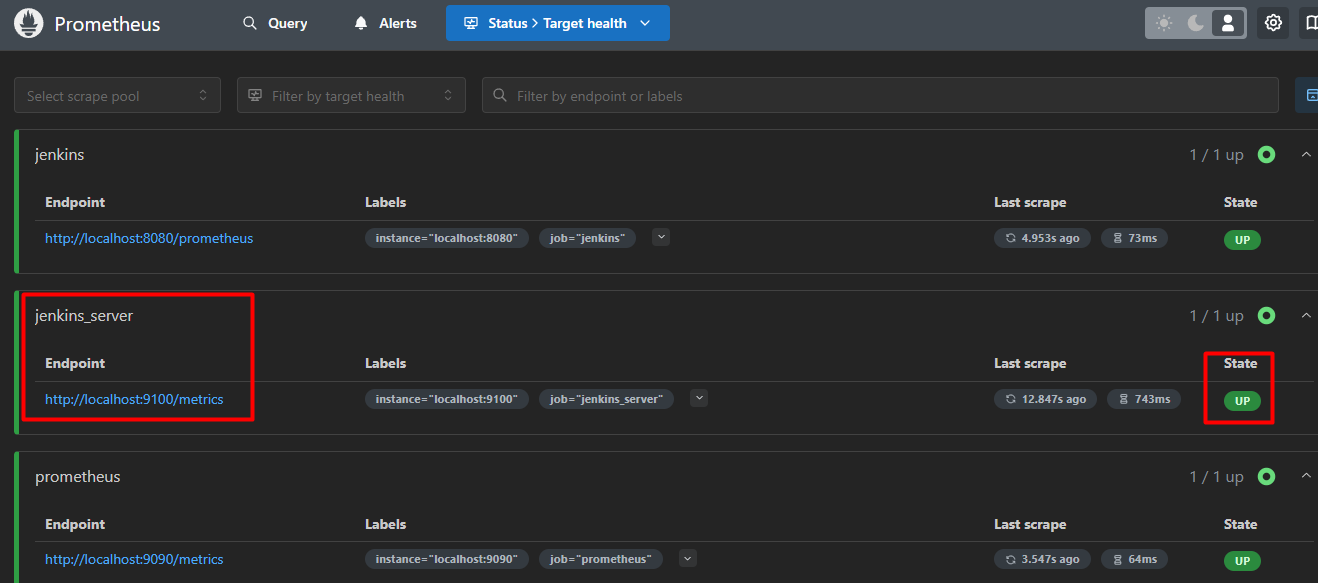 Prometheus Query Alerts Status > Target health
Select scrape pool Filter by target health Filter by endpoint or labels
jenkins 1 / 1 up
Endpoint Labels Last scrape State
http://localhost:8080/prometheus instance="localhost:8080" job="jenkins" 4.953s ago 73ms UP
jenkins_server 1 / 1 up
Endpoint Labels Last scrape State
http://localhost:9100/metrics instance="localhost:9100" job="jenkins_server" 12.847s ago 743ms UP
prometheus 1 / 1 up
Endpoint Labels Last scrape State
http://localhost:9090/metrics instance="localhost:9090" job="prometheus" 3.547s ago 64ms UP